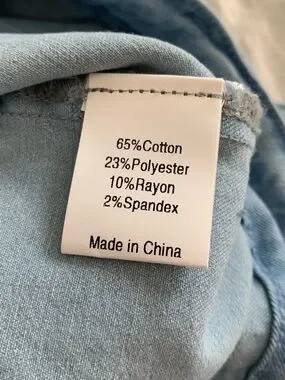 65%Cotton
23%Polyester
10%Rayon
2%Spandex
Made in China